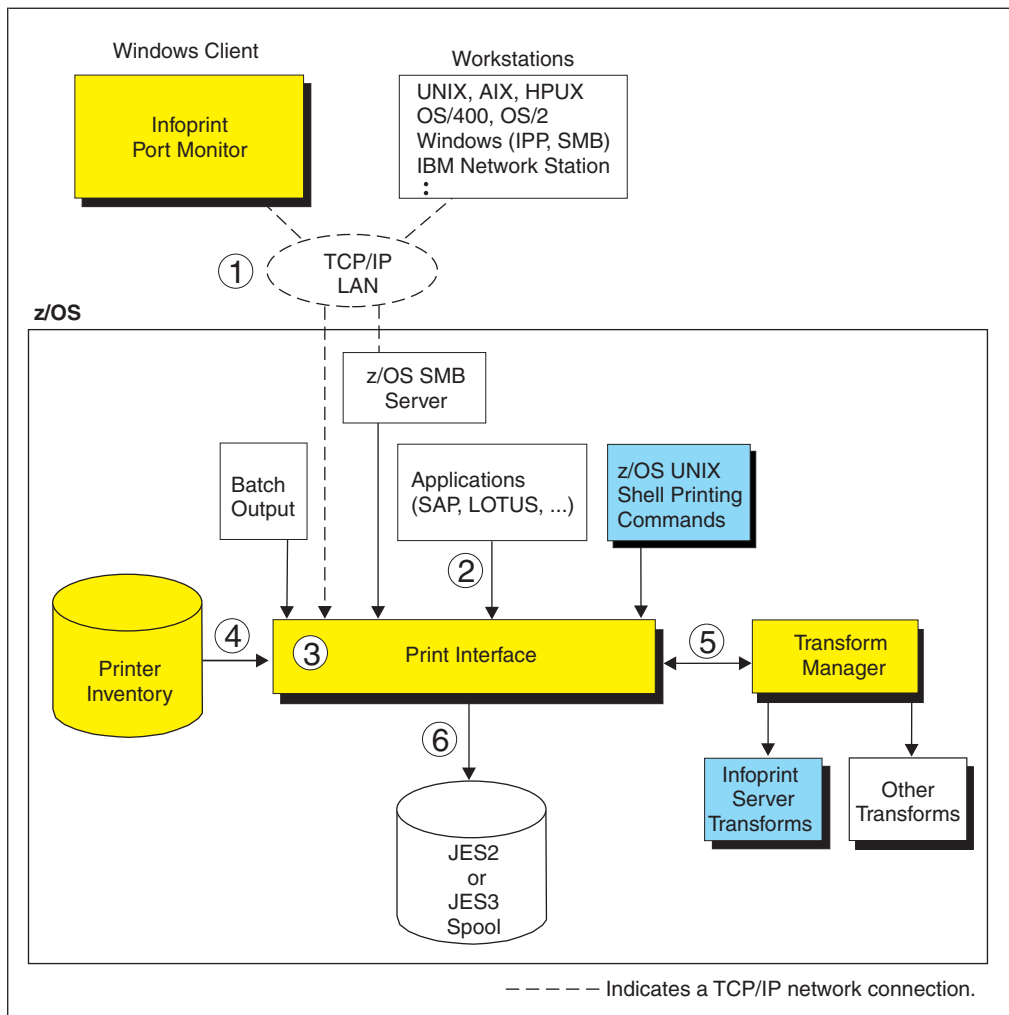 Windows Client
Infoprint
Port Monitor
Workstations
UNIX, AIX, HPUX
OS/400, OS/2
Windows (IPP, SMB)
IBM Network Station
:
1
TCP/IP
LAN
z/OS
z/OS SMB
Server
Batch
Output
Applications
(SAP, LOTUS, ...)
2
z/OS UNIX
Shell Printing
Commands
Printer
Inventory
4
3
Print Interface
5
Transform
Manager
6
Infoprint
Server
Transforms
Other
Transforms
JES2
or
JES3
Spool
Indicates a TCP/IP network connection.